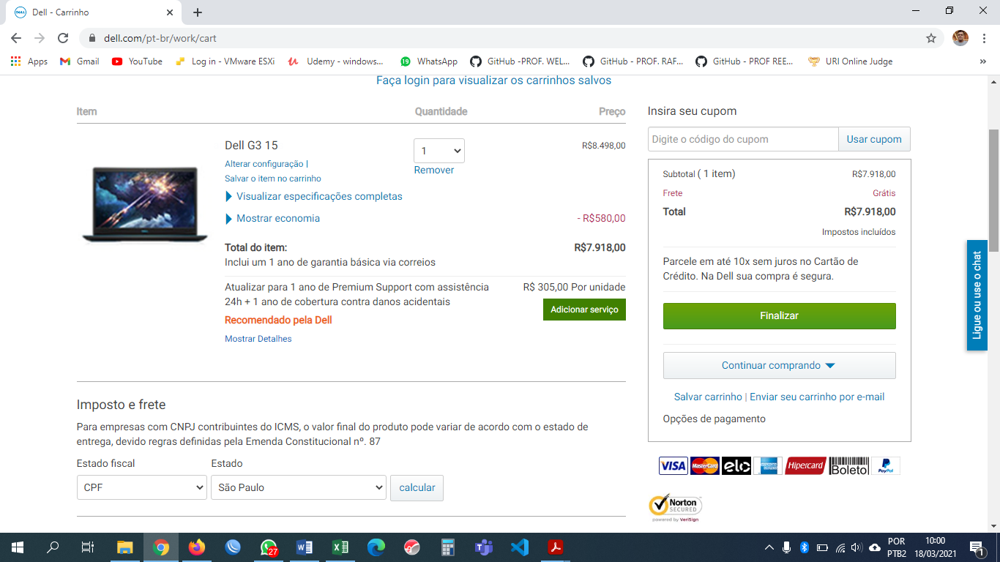 Dell - Carrinho
dell.com/pt-br/work/cart
Apps
Gmail
YouTube
Log in - VMware ESXi
Udemy - windows...
19
WhatsApp
GitHub -PROF. WEL...
GitHub - PROF. RAF...
GitHub - PROF REE...
URI Online Judge
»
Faça login para visualizar os carrinhos salvos
Item
Quantidade
Preço
Dell G3 15
1
R$8.498,00
Alterar configuração |
Salvar o item no carrinho
Remover
Visualizar especificações completas
Mostrar economia
- R$580,00
Total do item:
R$7.918,00
Inclui um 1 ano de garantia básica via correios
Atualizar para 1 ano de Premium Support com assistência
24h + 1 ano de cobertura contra danos acidentais
R$ 305,00 Por unidade
Adicionar serviço
Recomendado pela Dell
Mostrar Detalhes
Imposto e frete
Para empresas com CNPJ contribuintes do ICMS, o valor final do produto pode variar de acordo com o estado de
entrega, devido regras definidas pela Emenda Constitucional nº. 87
Estado fiscal
Estado
CPF
São Paulo
calcular
Insira seu cupom
Digite o código do cupom
Usar cupom
Subtotal ( 1 item)
R$7.918,00
Frete
Grátis
Total
R$7.918,00
Impostos incluídos
Parcele em até 10x sem juros no Cartão de
Crédito. Na Dell sua compra é segura.
Finalizar
Continuar comprando
Salvar carrinho | Enviar seu carrinho por e-mail
Opções de pagamento
VISA
MasterCard
elo
Hipercard
Boleto
PayPal
Norton
SECURED
powered by VeriSign
Ligue ou use o chat
27
POR
PTB2
10:00
18/03/2021
1